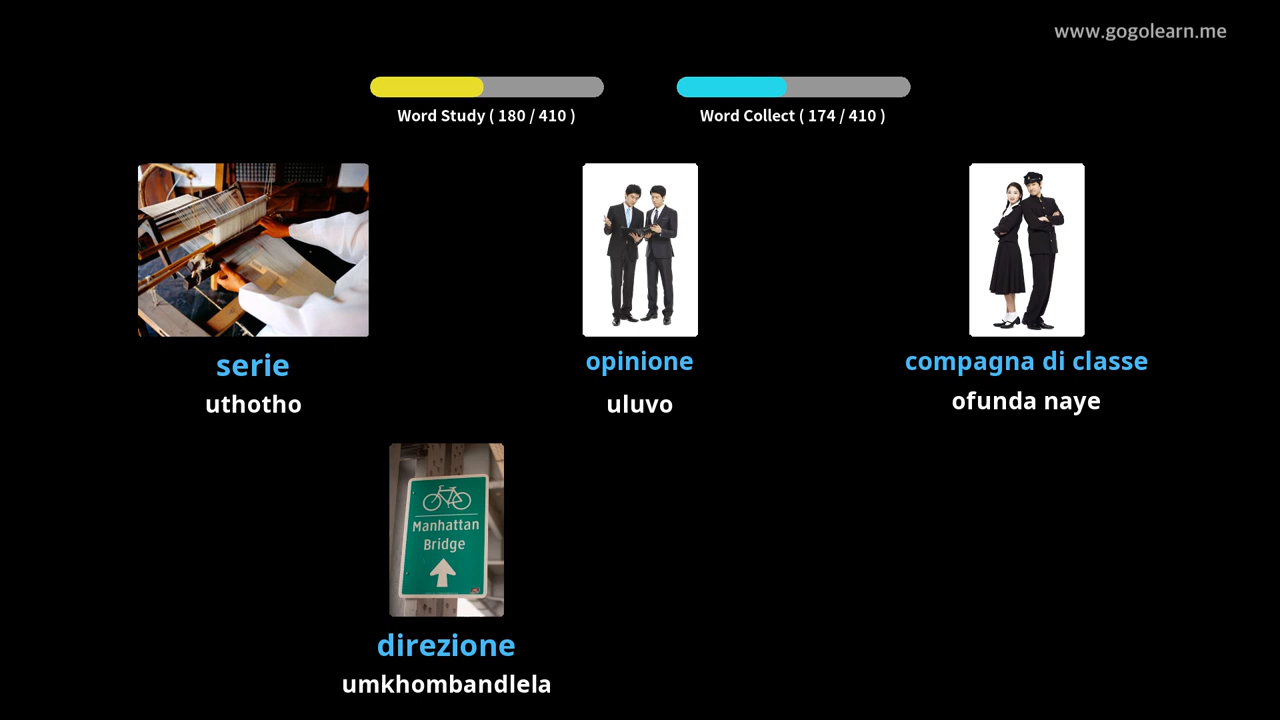 www.gogolearn.me
Word Study ( 180 / 410 )
Word Collect ( 174 / 410 )
serie
uthotho
opinione
uluvo
compagna di classe
ofunda naye
Manhattan
Bridge
direzione
umkhombandlela